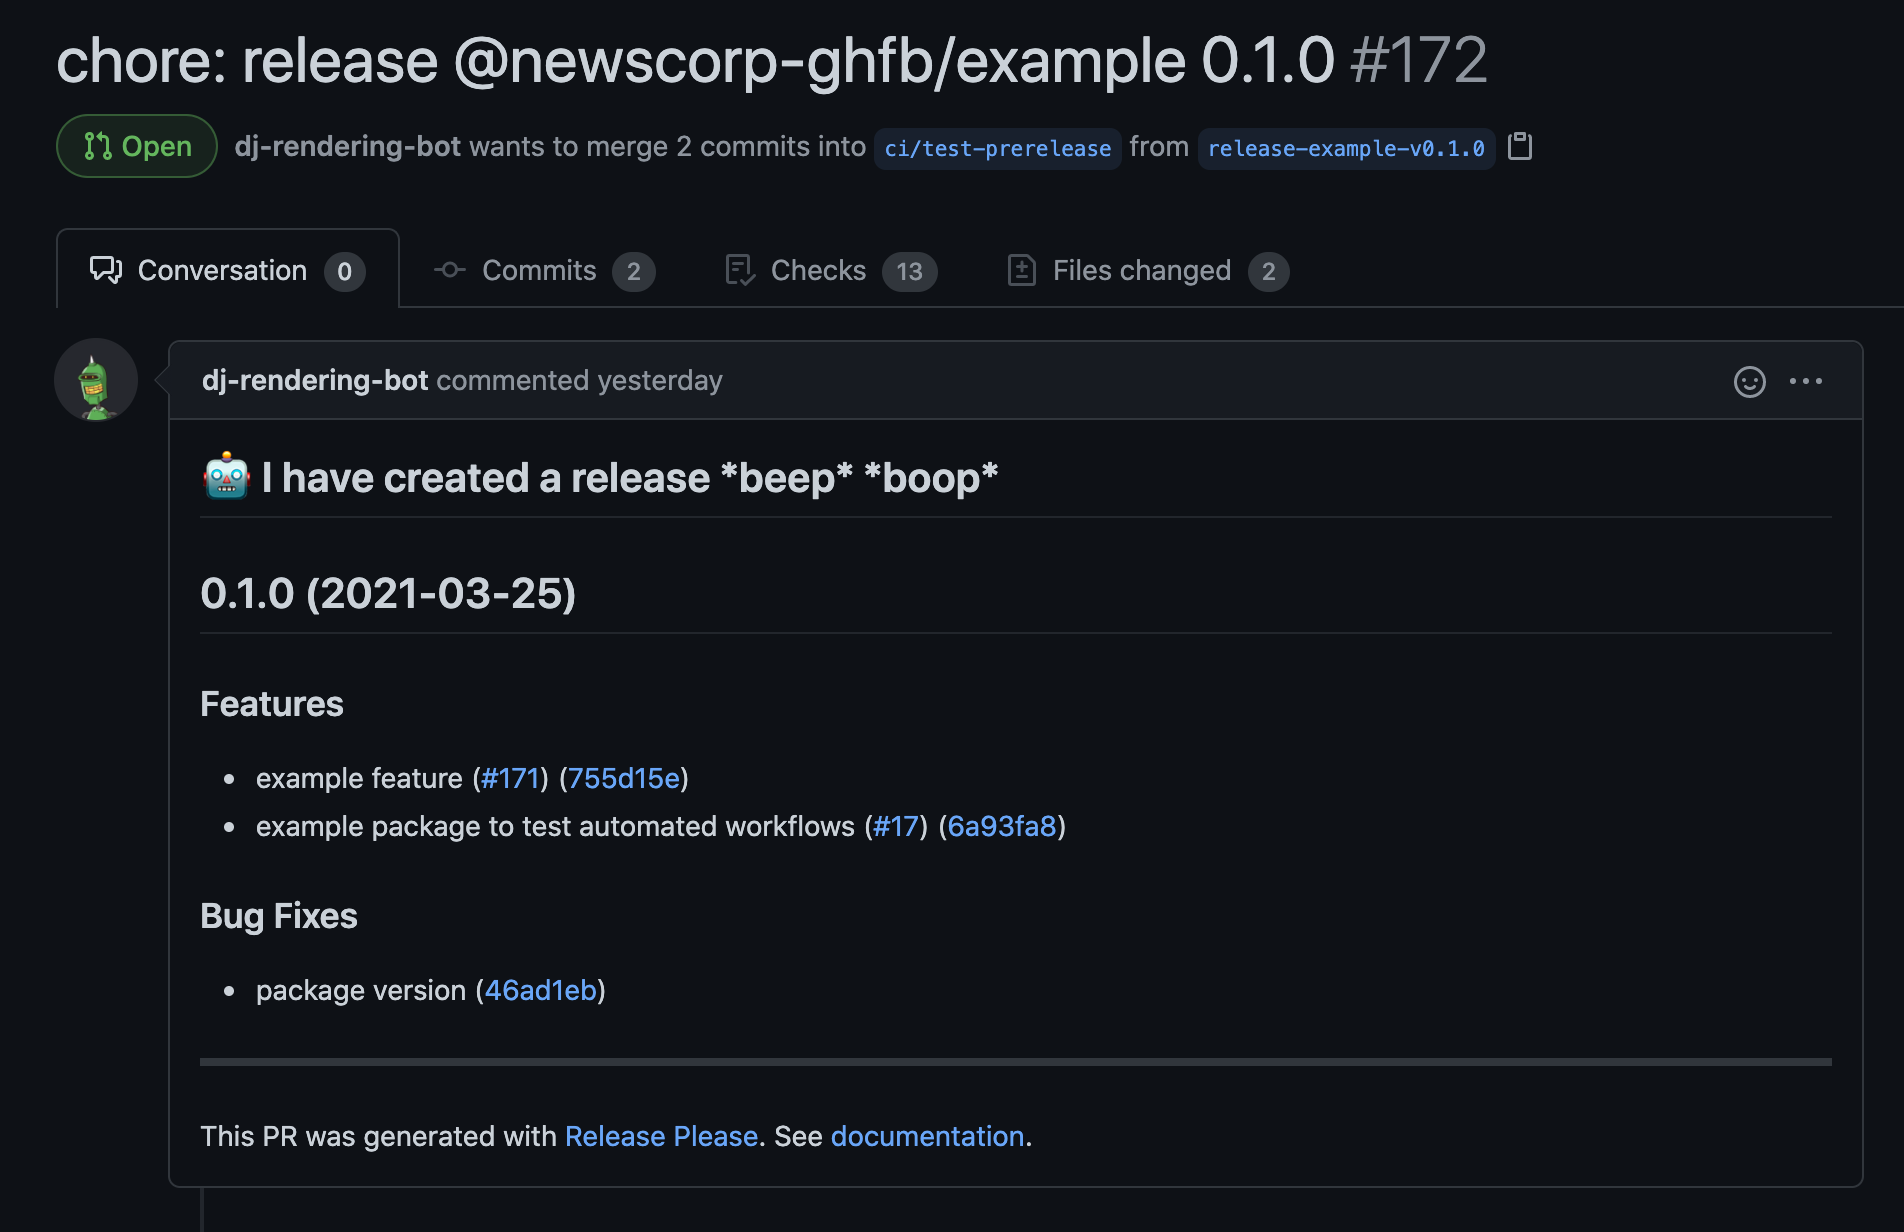 chore: release @newscorp-ghfb/example 0.1.0 #172
Open dj-rendering-bot wants to merge 2 commits into ci/test-prerelease from release-example-v0.1.0
Conversation 0 Commits 2 Checks 13 Files changed 2
dj-rendering-bot commented yesterday
🤖 I have created a release *beep* *boop*
0.1.0 (2021-03-25)
Features
• example feature (#171) (755d15e)
• example package to test automated workflows (#17) (6a93fa8)
Bug Fixes
• package version (46ad1eb)
This PR was generated with Release Please. See documentation.